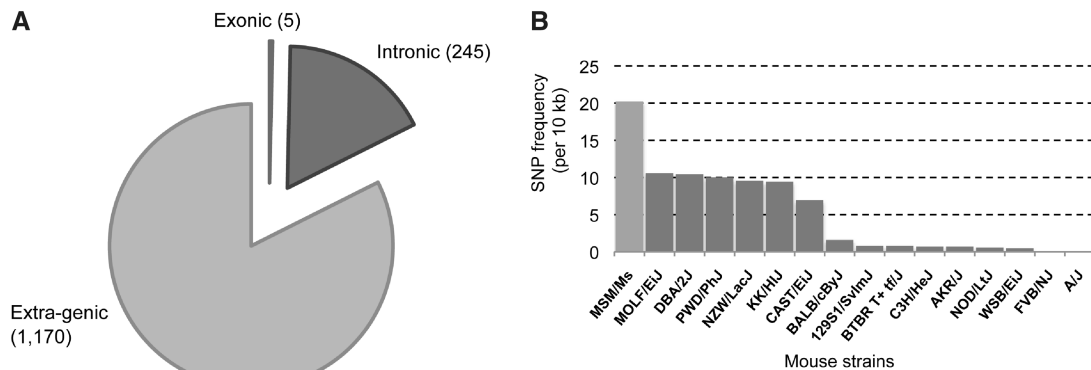 A
Exonic (5)
Intronic (245)
Extra-genic
(1,170)
B
SNP frequency
(per 10 kb)
25
20
15
10
5
0
MSM/Ms
MOLF/EiJ
DBA/2J
PWD/PhJ
NZW/LacJ
KK/HlJ
CAST/EiJ
BALB/cByJ
129S1/SvImJ
BTBR T+ tf/J
C3H/HeJ
AKR/J
NOD/LtJ
WSB/EiJ
FVB/NJ
A/J
Mouse strains